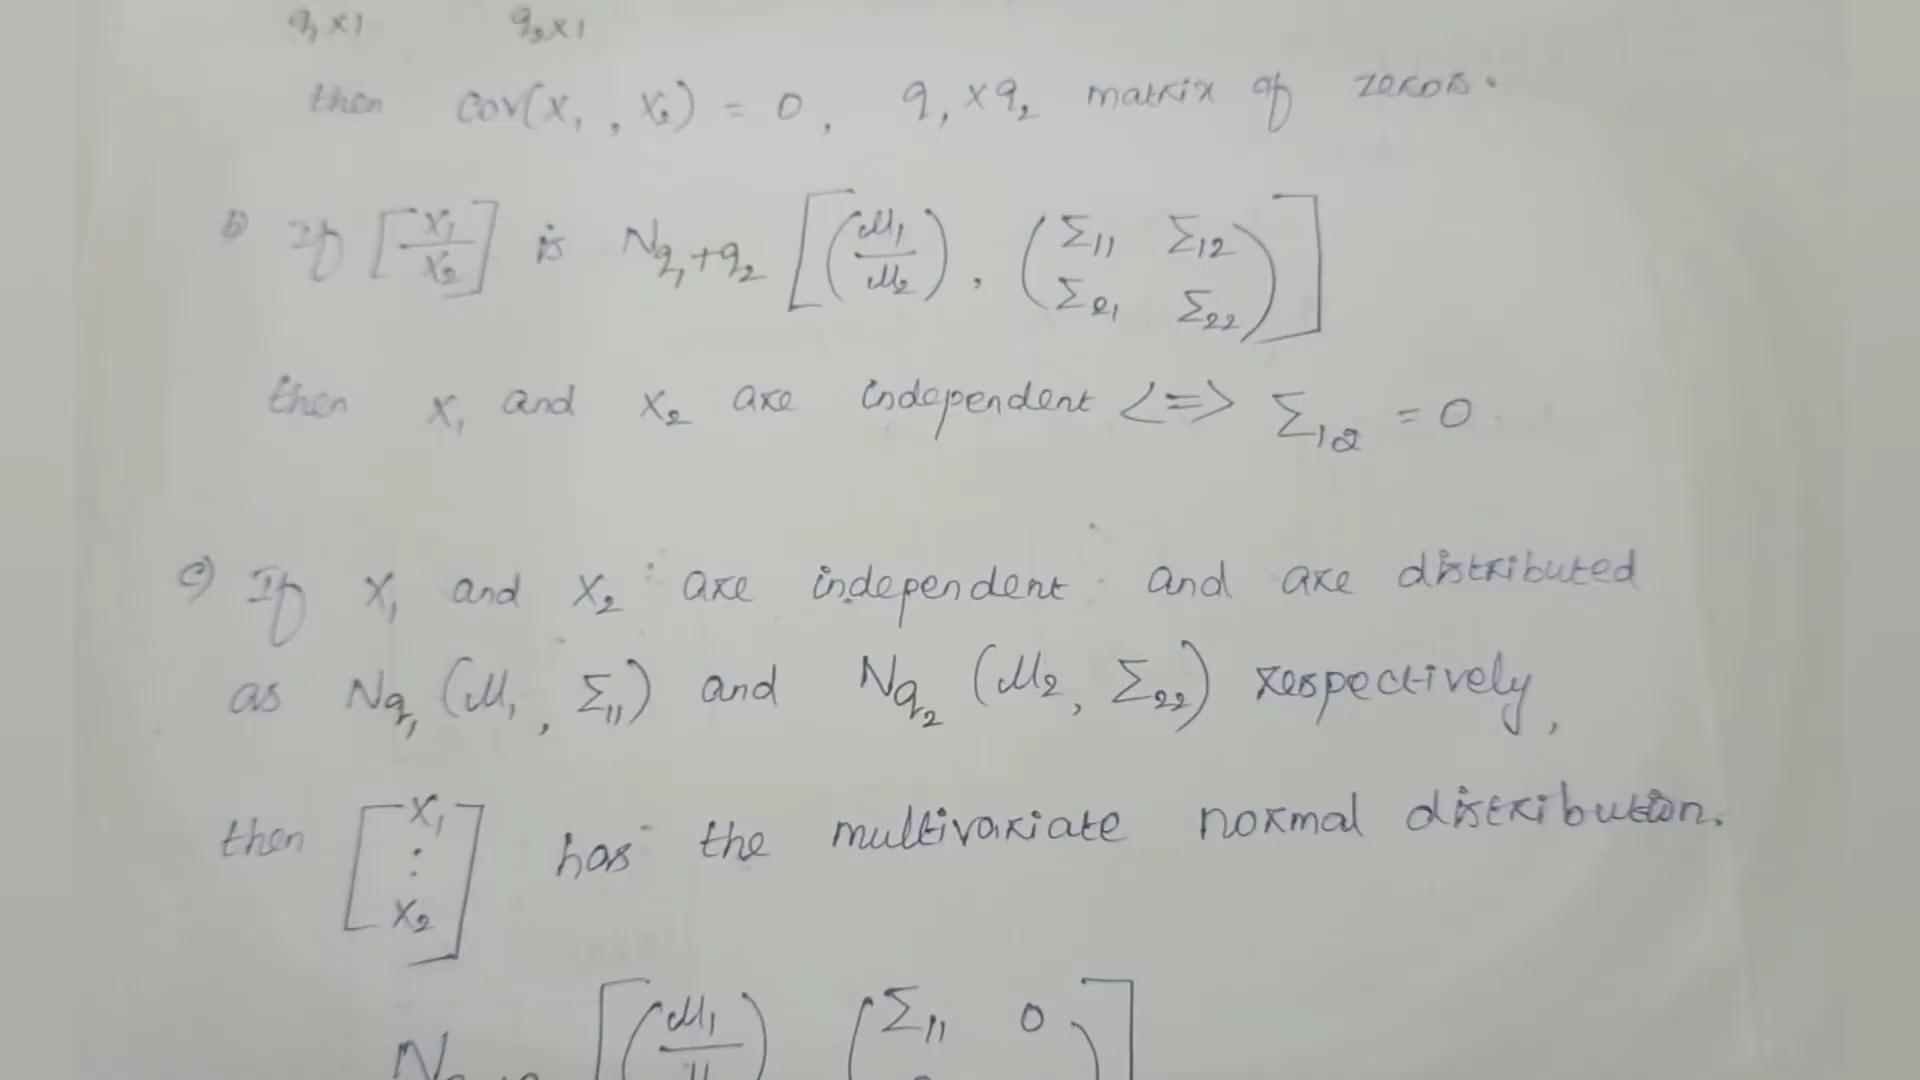 q₁×1 q₂×1
then cov(X₁, X₂) = 0, q₁×q₂ matrix of zeros.
b) If [X₁/X₂] is N_{q₁+q₂} [(μ₁/μ₂), (Σ₁₁ Σ₁₂
Σ₂₁ Σ₂₂)]
then X₁ and X₂ are independent <=> Σ₁₂ = 0
c) If X₁ and X₂ are independent and are distributed
as N_{q₁} (μ₁, Σ₁₁) and N_{q₂} (μ₂, Σ₂₂) respectively,
then [X₁ ⋮ X₂] has the multivariate normal distribution.
N [(μ₁ (Σ₁₁ 0